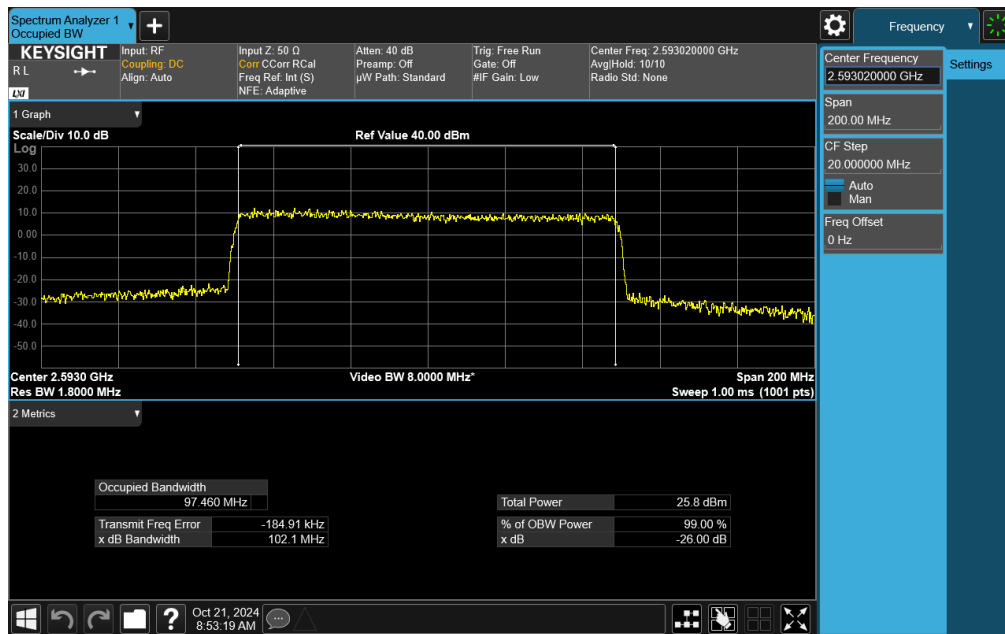 Spectrum Analyzer 1
Occupied BW
Frequency
KEYSIGHT
R L
LXI
Input: RF
Coupling: DC
Align: Auto
Input Z: 50 Ω
Corr CCorr RCal
Freq Ref: Int (S)
NFE: Adaptive
Atten: 40 dB
Preamp: Off
µW Path: Standard
Trig: Free Run
Gate: Off
#IF Gain: Low
Center Freq: 2.593020000 GHz
Avg|Hold: 10/10
Radio Std: None
Center Frequency
2.593020000 GHz
Settings
Span
200.00 MHz
CF Step
20.000000 MHz
Auto
Man
Freq Offset
0 Hz
1 Graph
Scale/Div 10.0 dB
Ref Value 40.00 dBm
Log
30.0
20.0
10.0
0.00
-10.0
-20.0
-30.0
-40.0
-50.0
Center 2.5930 GHz
Video BW 8.0000 MHz*
Span 200 MHz
Res BW 1.8000 MHz
Sweep 1.00 ms (1001 pts)
2 Metrics
Occupied Bandwidth
97.460 MHz
Total Power 25.8 dBm
Transmit Freq Error -184.91 kHz
% of OBW Power 99.00 %
x dB Bandwidth 102.1 MHz
x dB -26.00 dB
?
Oct 21, 2024
8:53:19 AM